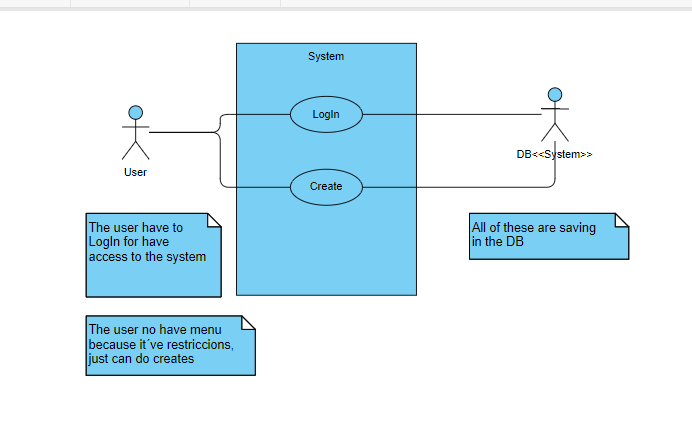 System
LogIn
DB<<System>>
User
Create
The user have to
LogIn for have
access to the system
All of these are saving
in the DB
The user no have menu
because it´ve restriccions,
just can do creates